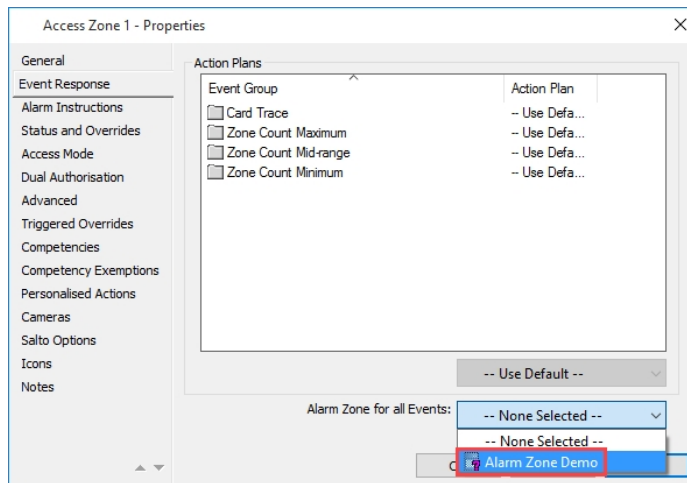 Access Zone 1 - Properties
General
Event Response
Alarm Instructions
Status and Overrides
Access Mode
Dual Authorisation
Advanced
Triggered Overrides
Competencies
Competency Exemptions
Personalised Actions
Cameras
Salto Options
Icons
Notes
Action Plans
Event Group Action Plan
Card Trace -- Use Defa...
Zone Count Maximum -- Use Defa...
Zone Count Mid-range -- Use Defa...
Zone Count Minimum -- Use Defa...
-- Use Default --
Alarm Zone for all Events: -- None Selected --
-- None Selected --
Alarm Zone Demo